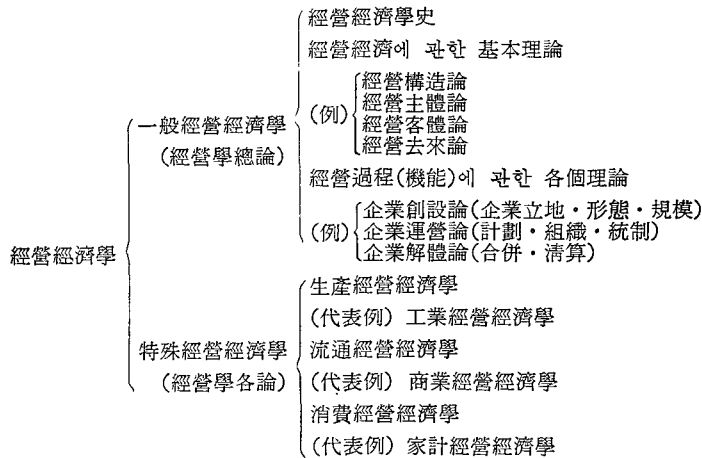 經營經濟學史
經營經濟에 관한 基本理論
(例)
經營構造論
經營主體論
經營客體論
經營去來論
一般經營經濟學
(經營學總論)
經營過程(機能)에 관한 各個理論
(例)
企業創設論(企業立地・形態・規模)
企業運營論(計劃・組織・統制)
企業解體論(合併・淸算)
經營經濟學
生產經營經濟學
(代表例) 工業經營經濟學
特殊經營經濟學
(經營學各論)
流通經營經濟學
(代表例) 商業經營經濟學
消費經營經濟學
(代表例) 家計經營經濟學